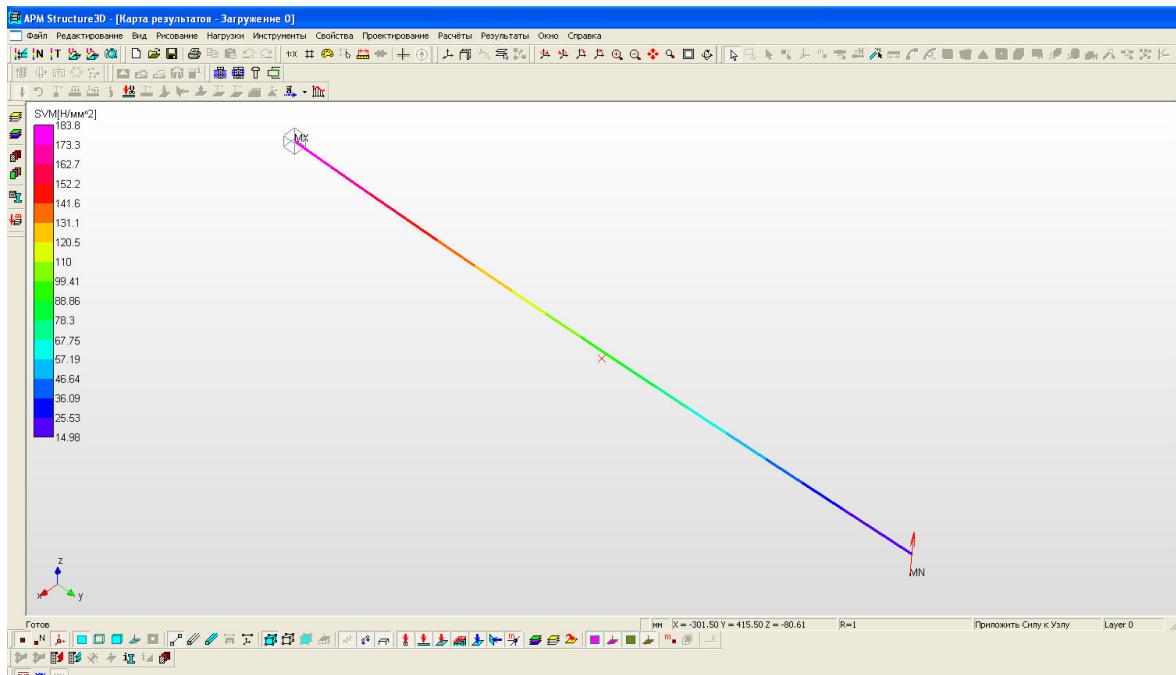 APM Structure3D - [Карта результатов - Загружение 0]
Файл Редактирование Вид Рисование Нагрузки Инструменты Свойства Проектирование Расчёты Результаты Окно Справка
SVM[Н/мм^2]
183.8
173.3
162.7
152.2
141.6
131.1
120.5
110
99.41
88.86
78.3
67.75
57.19
46.64
36.09
25.53
14.98
MX
MN
z
x
y
Готов
мм X = -301.50 Y = 415.50 Z = -80.61 R=1 Приложить Силу к Узлу Layer 0